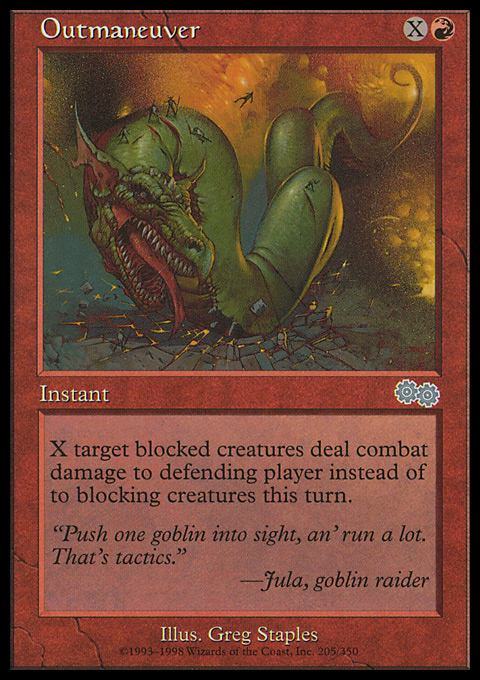 Outmaneuver X
Instant
X target blocked creatures deal combat
damage to defending player instead of
to blocking creatures this turn.
“Push one goblin into sight, an’ run a lot.
That’s tactics.”
—Jula, goblin raider
Illus. Greg Staples
©1993–1998 Wizards of the Coast, Inc. 205/350